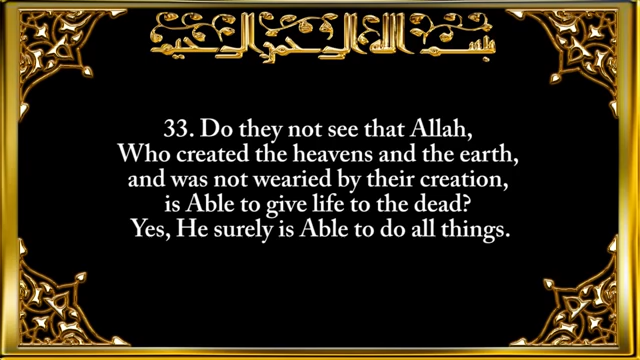 بسم الله الرحمن الرحيم
33. Do they not see that Allah,
Who created the heavens and the earth,
and was not wearied by their creation,
is Able to give life to the dead?
Yes, He surely is Able to do all things.